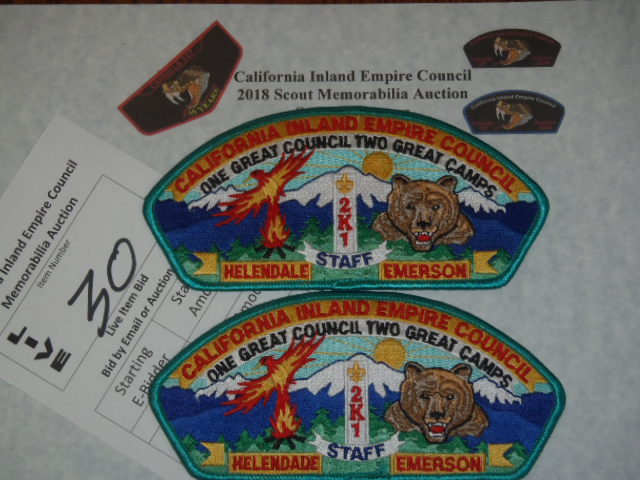 California Inland Empire Council
2018 Scout Memorabilia Auction
CALIFORNIA INLAND EMPIRE COUNCIL
ONE GREAT COUNCIL TWO GREAT CAMPS
2K1
STAFF
HELENDALE
EMERSON
CALIFORNIA INLAND EMPIRE COUNCIL
ONE GREAT COUNCIL TWO GREAT CAMPS
2K1
STAFF
HELENDADE
EMERSON
Inland Empire Council
Memorabilia Auction
Item Number
30
LIVE
Live Item Bid
Bid by Email or Auction
Starting
E-Bidder